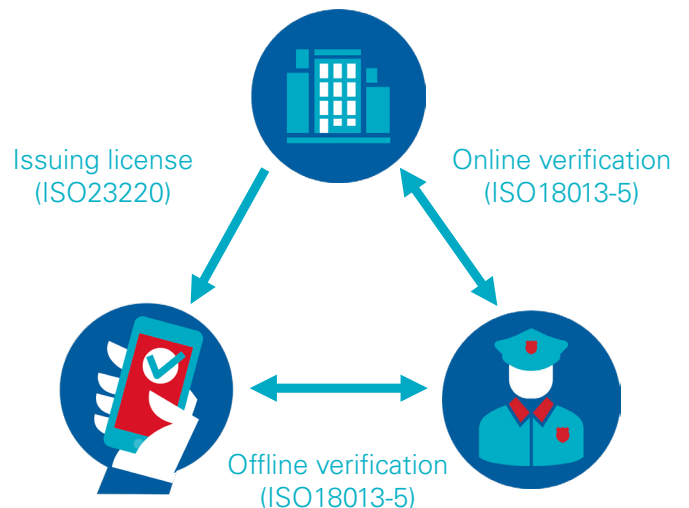 Issuing license
(ISO23220)
Online verification
(ISO18013-5)
Offline verification
(ISO18013-5)